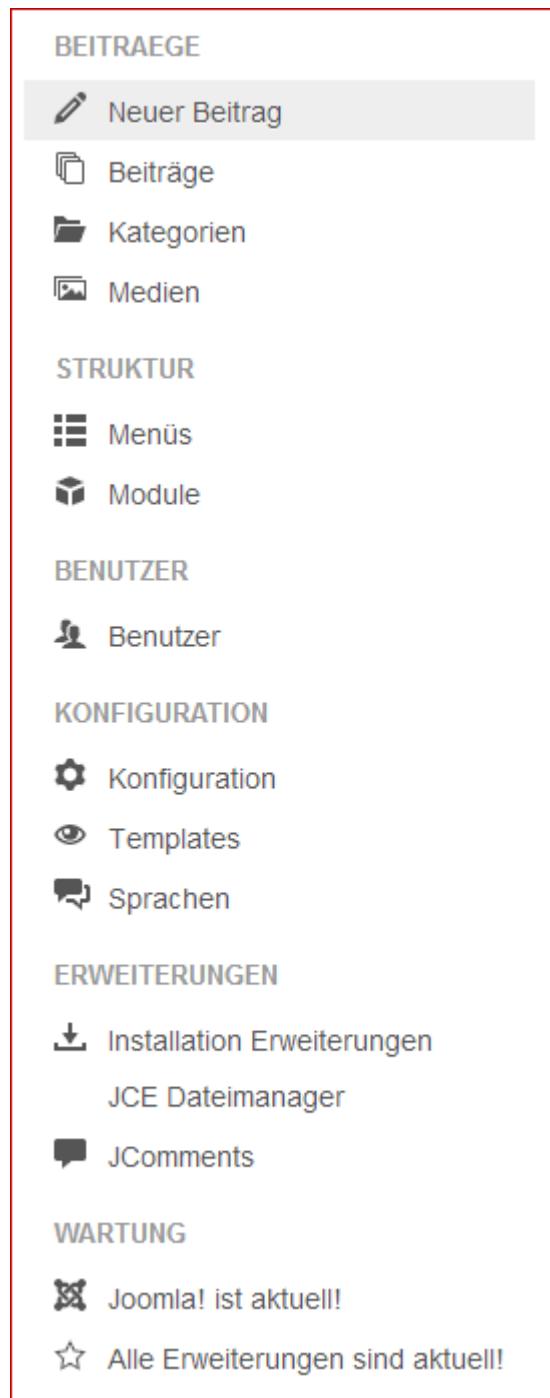 BEITRAEGE
Neuer Beitrag
Beiträge
Kategorien
Medien
STRUKTUR
Menüs
Module
BENUTZER
Benutzer
KONFIGURATION
Konfiguration
Templates
Sprachen
ERWEITERUNGEN
Installation Erweiterungen
JCE Dateimanager
JComments
WARTUNG
Joomla! ist aktuell!
Alle Erweiterungen sind aktuell!